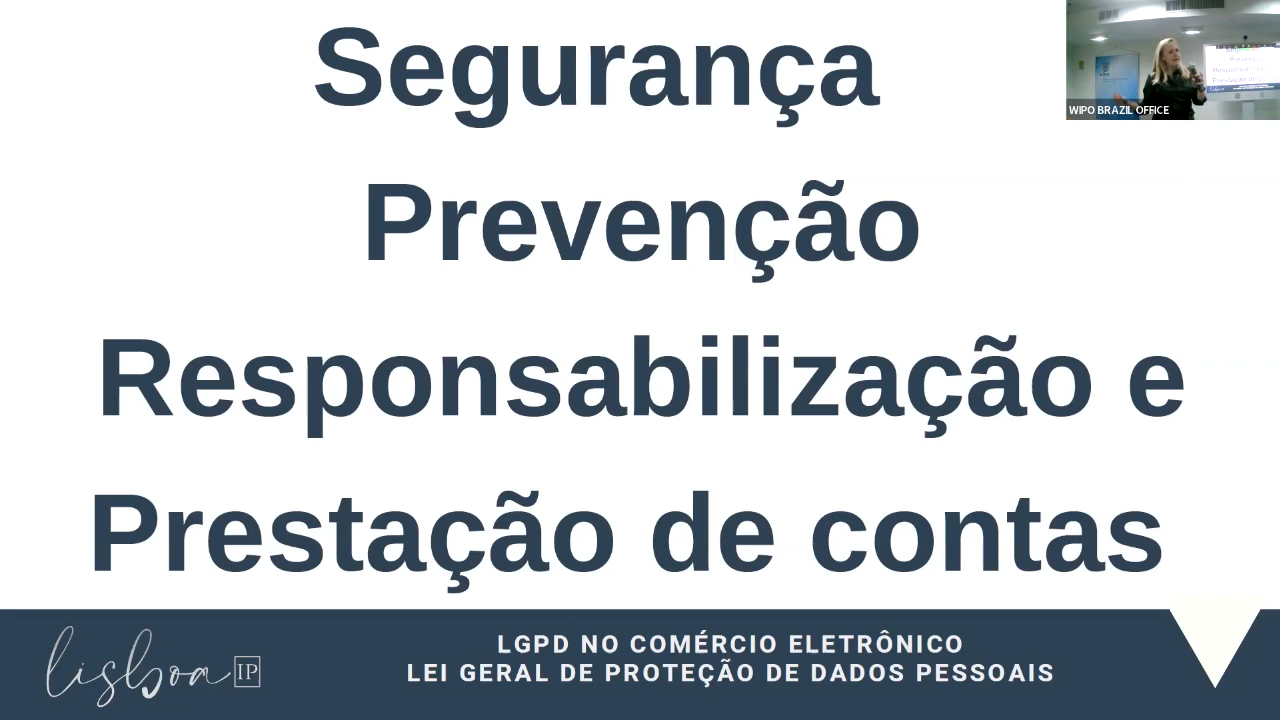 Segurança
Prevenção
Responsabilização e
Prestação de contas
WIPO BRAZIL OFFICE
lisboa IP
LGPD NO COMÉRCIO ELETRÔNICO
LEI GERAL DE PROTEÇÃO DE DADOS PESSOAIS